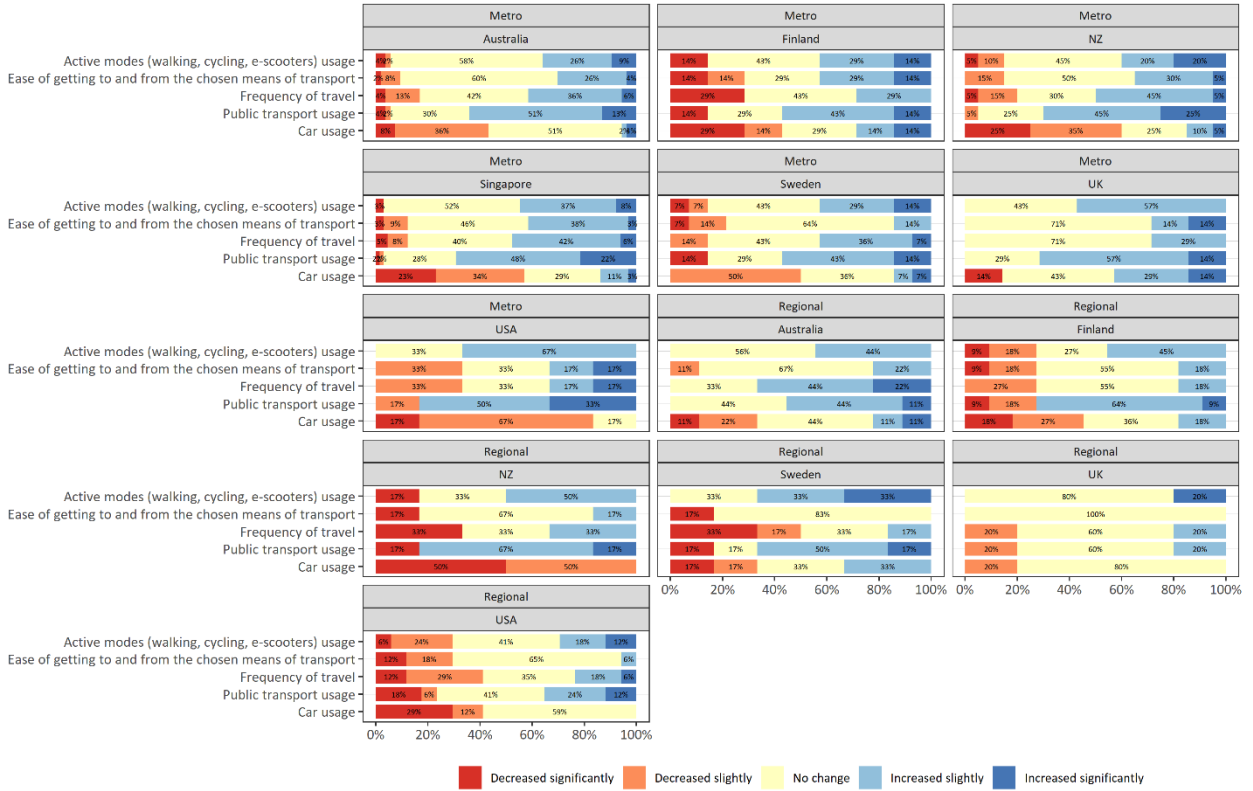 Metro Metro Metro
Australia Finland NZ
Active modes (walking, cycling, e-scooters) usage 2% 58% 26% 9% 14% 43% 29% 14% 5% 10% 45% 20% 20%
Ease of getting to and from the chosen means of transport 2% 8% 60% 26% 4% 14% 14% 29% 29% 14% 15% 50% 30% 5%
Frequency of travel 4% 13% 42% 36% 6% 29% 43% 29% 5% 15% 30% 45% 5%
Public transport usage 2% 30% 51% 13% 14% 29% 43% 14% 5% 25% 45% 25%
Car usage 8% 36% 51% 2% 29% 14% 29% 14% 14% 25% 35% 25% 10% 5%
Metro Metro Metro
Singapore Sweden UK
Active modes (walking, cycling, e-scooters) usage 52% 37% 8% 7% 7% 43% 29% 14% 43% 57%
Ease of getting to and from the chosen means of transport 9% 46% 38% 3% 7% 14% 64% 14% 71% 14% 14%
Frequency of travel 5% 8% 40% 42% 6% 14% 43% 36% 7% 71% 29%
Public transport usage 28% 48% 22% 14% 29% 43% 14% 29% 57% 14%
Car usage 23% 34% 29% 11% 3% 50% 36% 7% 7% 14% 43% 29% 14%
Metro Regional Regional
USA Australia Finland
Active modes (walking, cycling, e-scooters) usage 33% 67% 56% 44% 9% 18% 27% 45%
Ease of getting to and from the chosen means of transport 33% 33% 17% 17% 11% 67% 22% 9% 18% 55% 18%
Frequency of travel 33% 33% 17% 17% 33% 44% 22% 27% 55% 18%
Public transport usage 17% 50% 33% 44% 44% 11% 9% 18% 64% 9%
Car usage 17% 67% 17% 11% 22% 44% 11% 11% 18% 27% 36% 18%
Regional Regional Regional
NZ Sweden UK
Active modes (walking, cycling, e-scooters) usage 17% 33% 50% 33% 33% 33% 80% 20%
Ease of getting to and from the chosen means of transport 17% 67% 17% 17% 83% 100%
Frequency of travel 33% 33% 33% 33% 17% 33% 17% 20% 60% 20%
Public transport usage 17% 67% 17% 17% 17% 50% 17% 20% 60% 20%
Car usage 50% 50% 17% 17% 33% 33% 20% 80%
0% 20% 40% 60% 80% 100% 0% 20% 40% 60% 80% 100%
Regional
USA
Active modes (walking, cycling, e-scooters) usage 6% 24% 41% 18% 12%
Ease of getting to and from the chosen means of transport 12% 18% 65% 6%
Frequency of travel 12% 29% 35% 18% 6%
Public transport usage 18% 6% 41% 24% 12%
Car usage 29% 12% 59%
0% 20% 40% 60% 80% 100%
Decreased significantly Decreased slightly No change Increased slightly Increased significantly